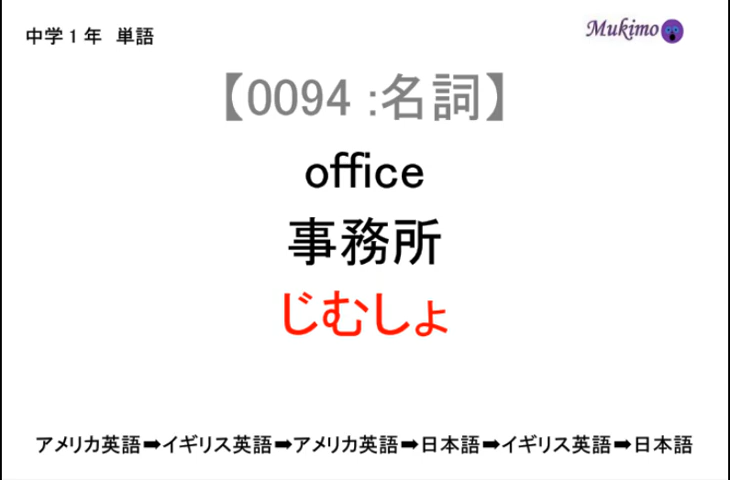 中学1年 単語
Mukimo
【0094 :名詞】
office
事務所
じむしょ
アメリカ英語➡イギリス英語➡アメリカ英語➡日本語➡イギリス英語➡日本語